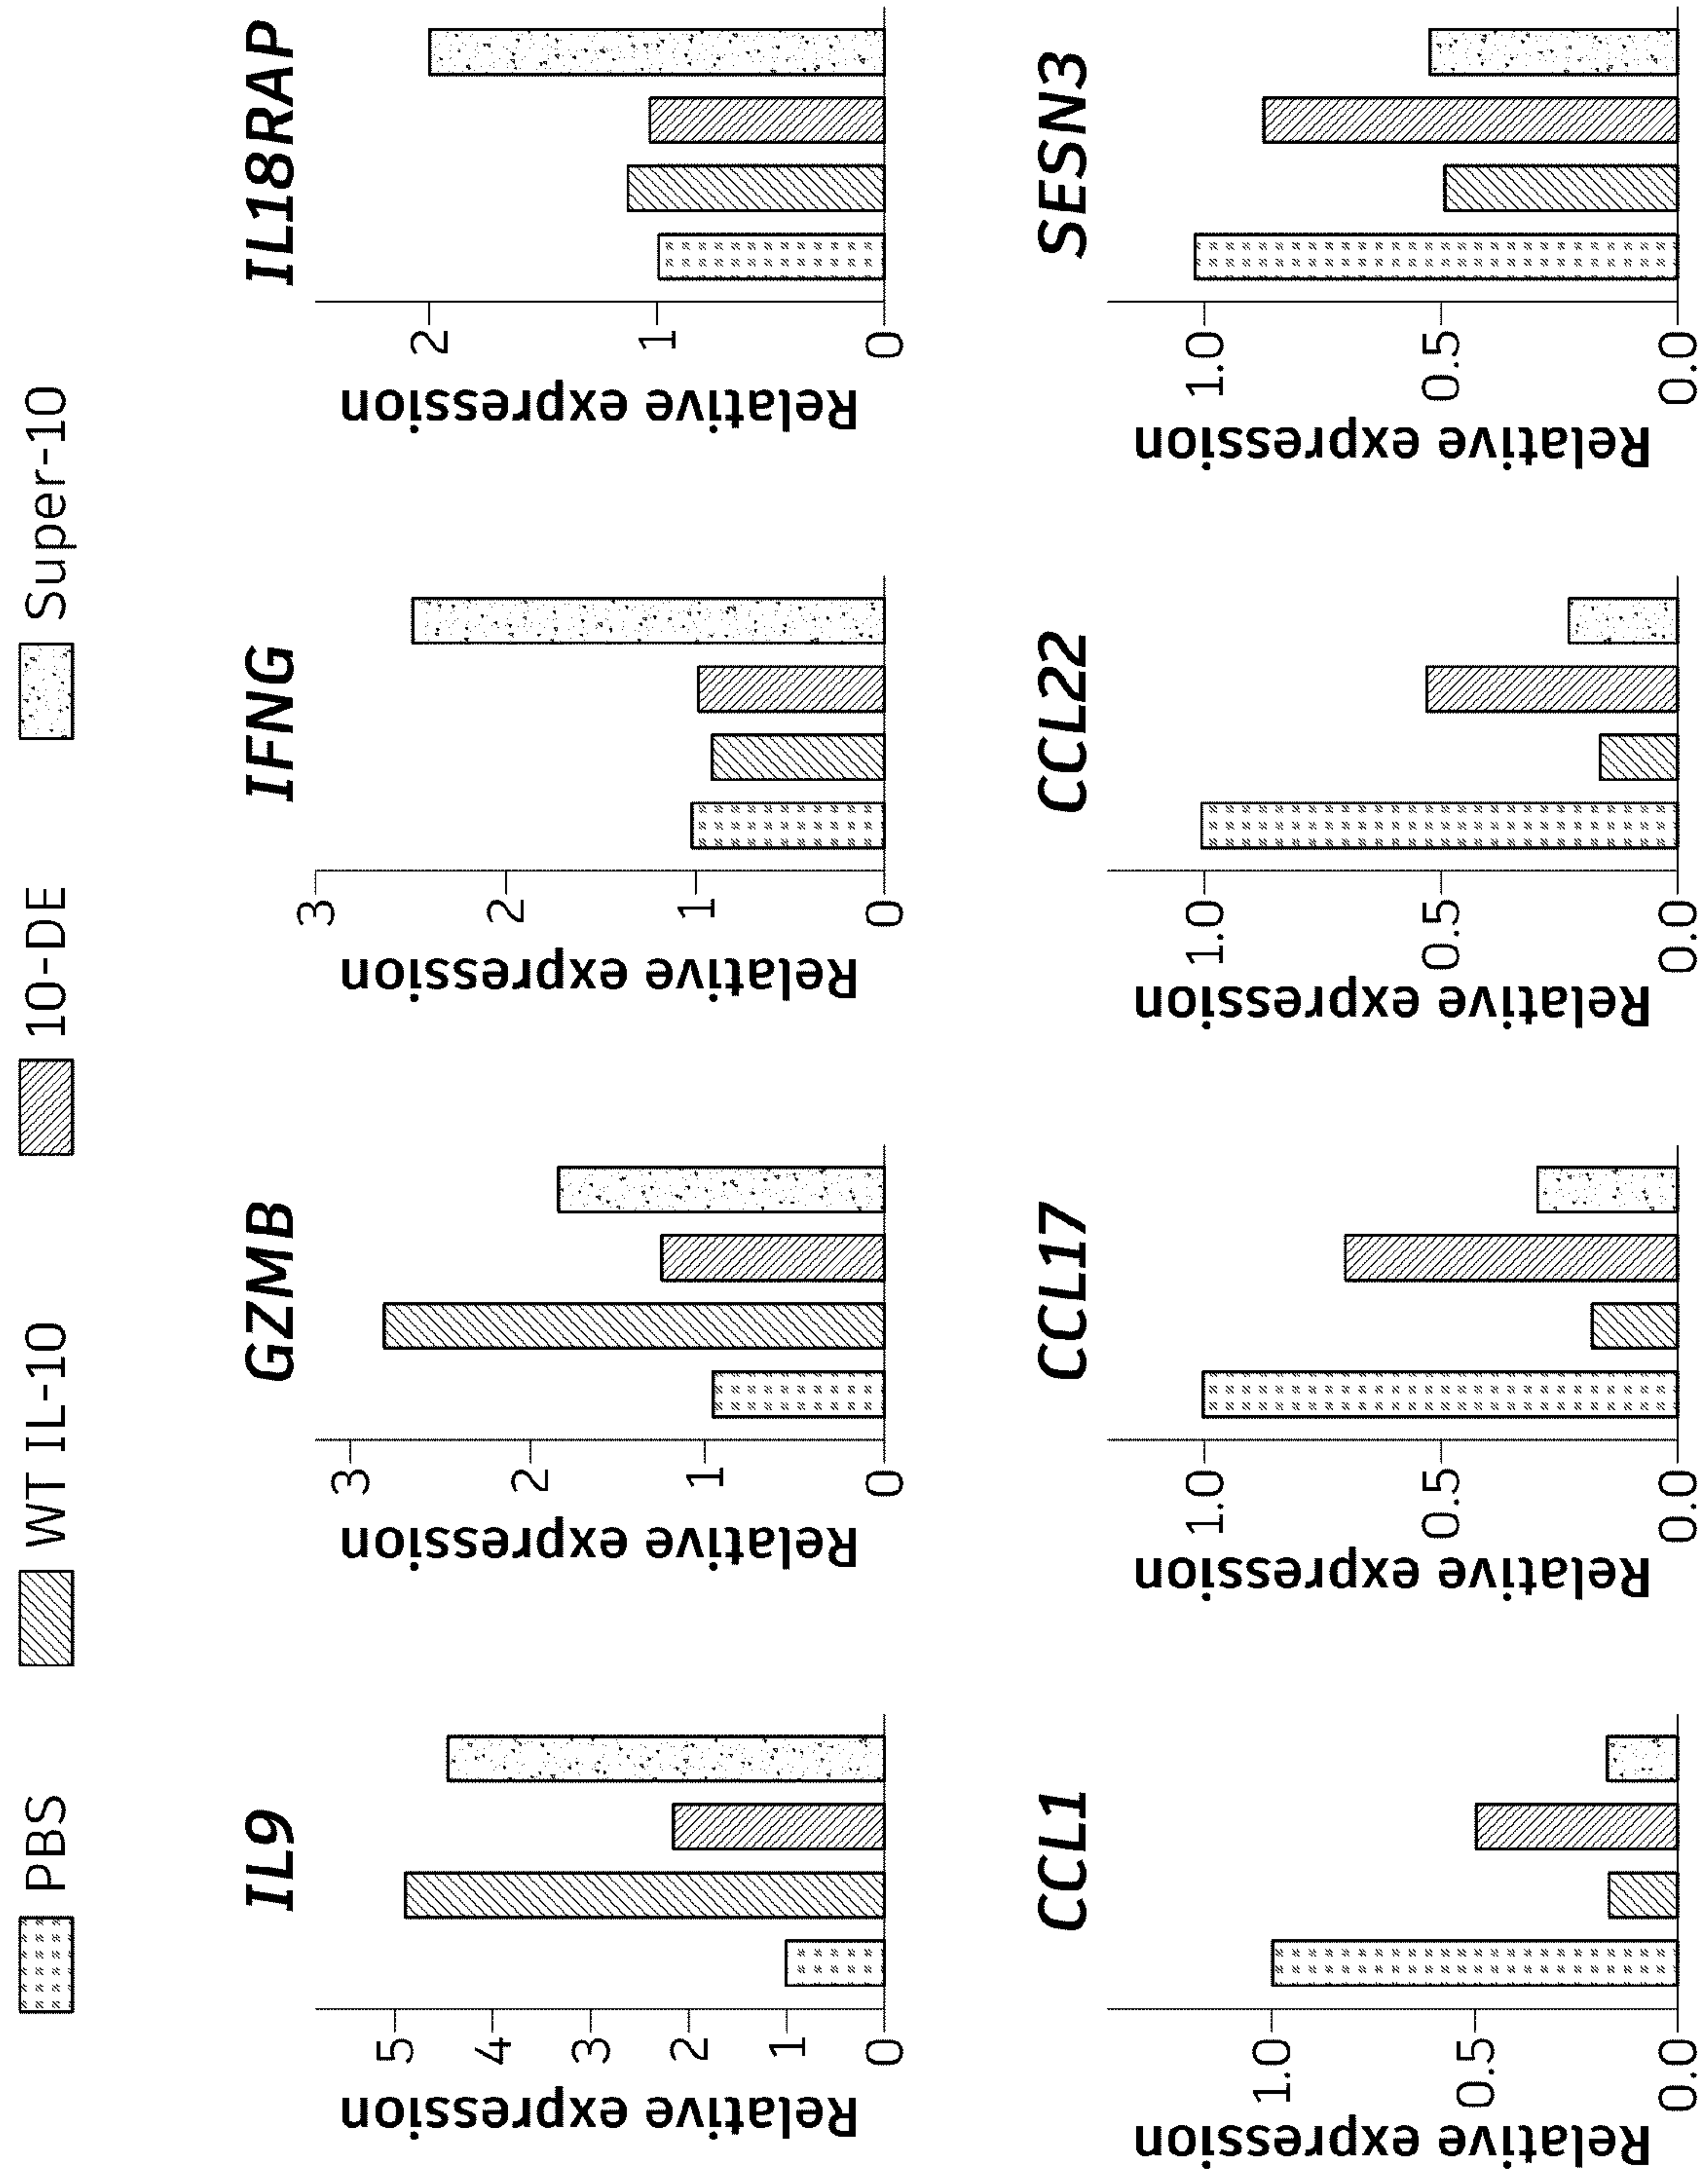 PBS WT IL-10 10-DE Super-10
IL9 GZMB IFNG IL18RAP
Relative expression
5
4
3
2
1
0
Relative expression
3
2
1
0
Relative expression
3
2
1
0
Relative expression
2
1
0
CCL1 CCL17 CCL22 SESN3
Relative expression
1.0
0.5
0.0
Relative expression
1.0
0.5
0.0
Relative expression
1.0
0.5
0.0
Relative expression
1.0
0.5
0.0